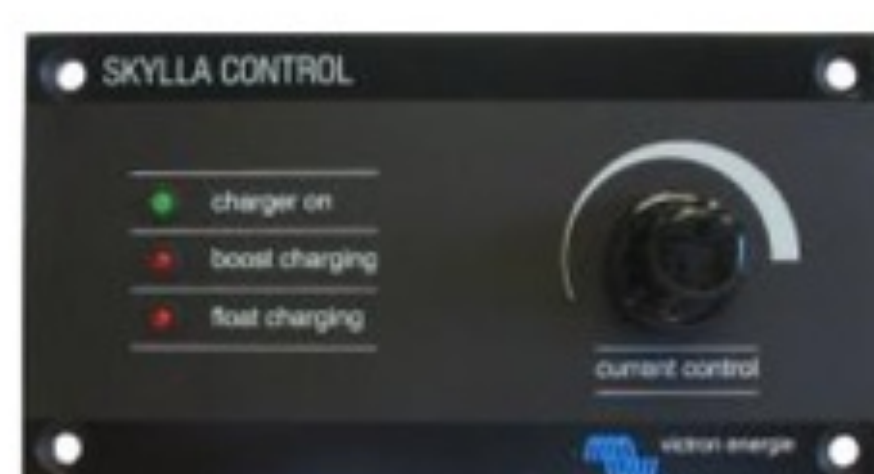 SKYLLA CONTROL
charger on
boost charging
float charging
current control
victron energie